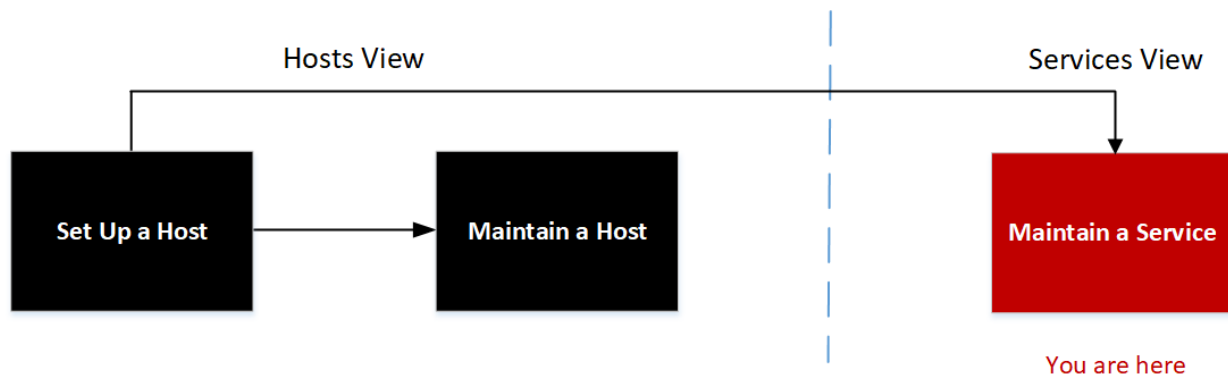 Hosts View
Services View
Set Up a Host
Maintain a Host
Maintain a Service
You are here